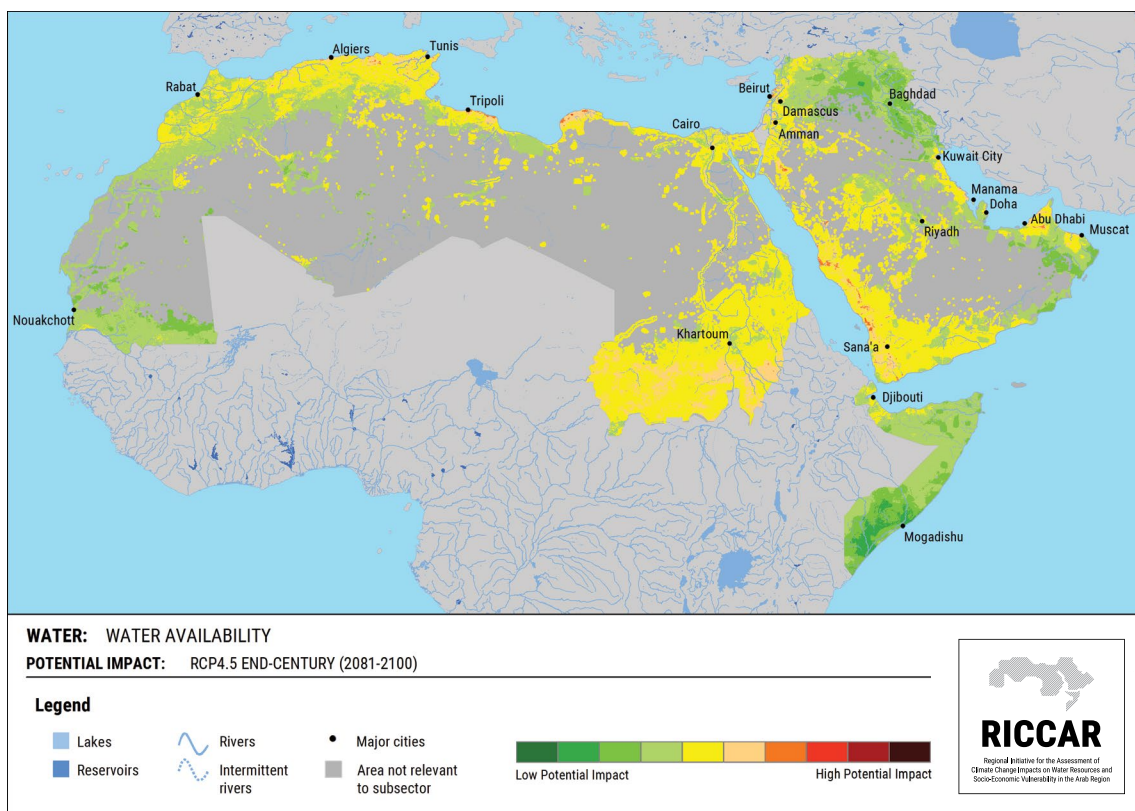 Algiers
Tunis
Rabat
Tripoli
Beirut
Damascus
Baghdad
Amman
Cairo
Kuwait City
Manama
Doha
Abu Dhabi
Muscat
Riyadh
Nouakchott
Khartoum
Sana'a
Djibouti
Mogadishu
WATER: WATER AVAILABILITY
POTENTIAL IMPACT: RCP4.5 END-CENTURY (2081-2100)
Legend
Lakes
Rivers
Major cities
Reservoirs
Intermittent
rivers
Area not relevant
to subsector
Low Potential Impact
High Potential Impact
RICCAR
Regional Initiative for the Assessment of
Climate Change Impacts on Water Resources and
Socio-Economic Vulnerability in the Arab Region